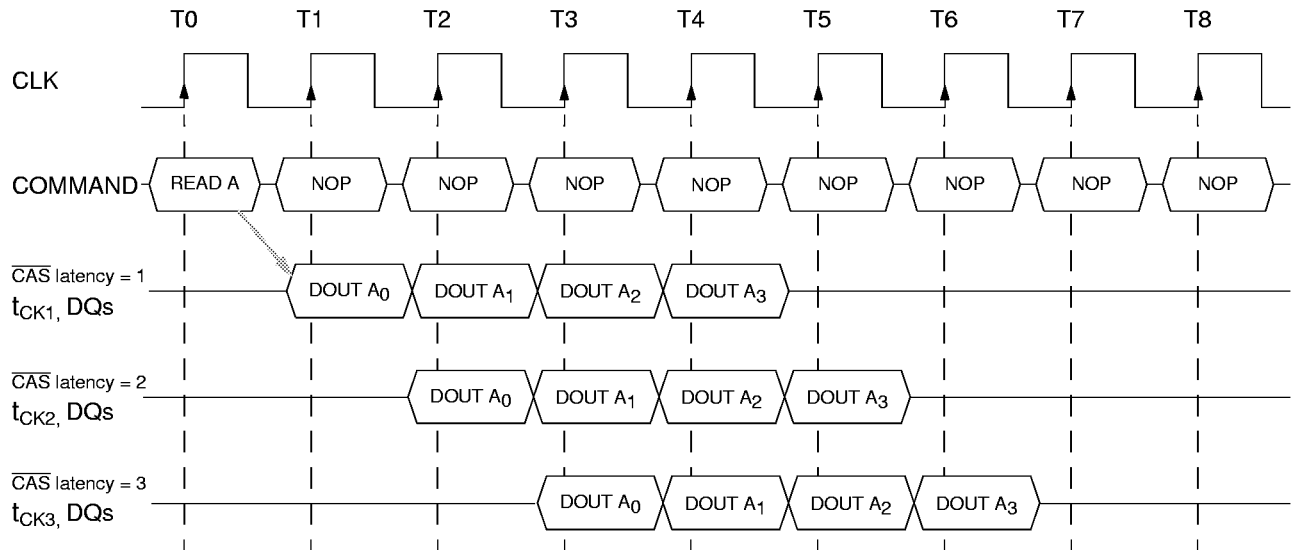 T0 T1 T2 T3 T4 T5 T6 T7 T8
CLK
COMMAND READ A NOP NOP NOP NOP NOP NOP NOP NOP
CAS latency = 1
tCK1, DQs DOUT A0 DOUT A1 DOUT A2 DOUT A3
CAS latency = 2
tCK2, DQs DOUT A0 DOUT A1 DOUT A2 DOUT A3
CAS latency = 3
tCK3, DQs DOUT A0 DOUT A1 DOUT A2 DOUT A3